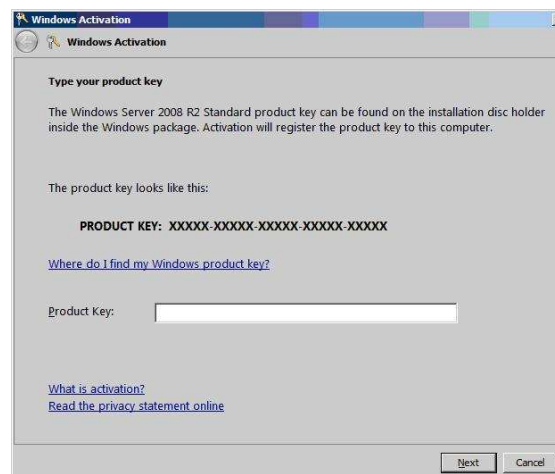 Windows Activation
Windows Activation
Type your product key
The Windows Server 2008 R2 Standard product key can be found on the installation disc holder
inside the Windows package. Activation will register the product key to this computer.
The product key looks like this:
PRODUCT KEY: XXXXX-XXXXX-XXXXX-XXXXX-XXXXX
Where do I find my Windows product key?
Product Key:
What is activation?
Read the privacy statement online
Next Cancel